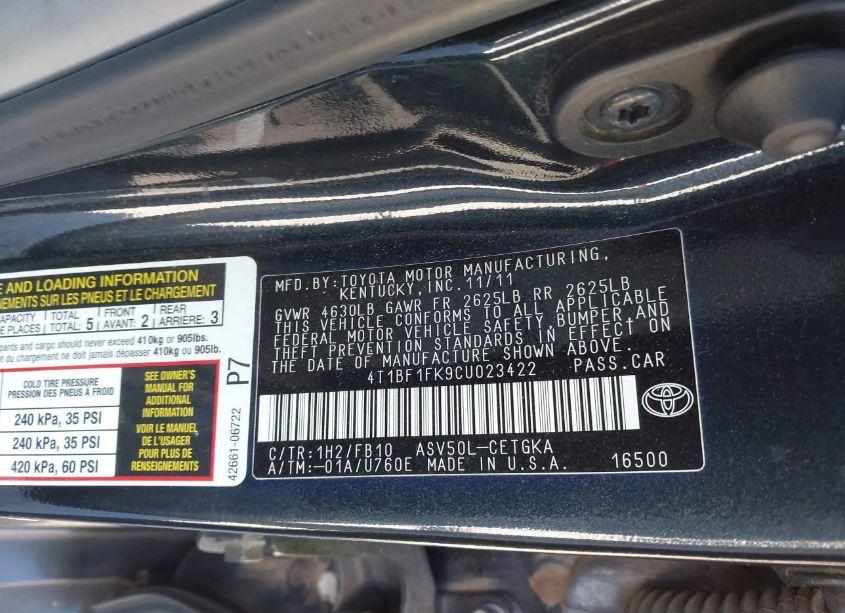 E AND LOADING INFORMATION
NEMENTS SUR LES PNEUS ET LE CHARGEMENT
CAPACITY TOTAL: 5 FRONT AVANT: 2 REAR ARRIÈRE: 3
DE PLACES
pants and cargo should never exceed 410kg or 905lbs.
du chargement ne doit jamais dépasser 410kg ou 905lb.
COLD TIRE PRESSURE
PRESSION DES PNEUS A FROID
240 kPa, 35 PSI
240 kPa, 35 PSI
420 kPa, 60 PSI
SEE OWNER'S
MANUAL FOR
ADDITIONAL
INFORMATION
VOIR LE MANUEL
DE L'USAGER
POUR PLUS DE
RENSEIGNEMENTS
42661-06722 P7
MFD. BY: TOYOTA MOTOR MANUFACTURING,
KENTUCKY, INC. 11/11
GVWR 4630LB GAWR FR 2625LB RR 2625LB
THIS VEHICLE CONFORMS TO ALL APPLICABLE
FEDERAL MOTOR VEHICLE SAFETY, BUMPER, AND
THEFT PREVENTION STANDARDS IN EFFECT ON
THE DATE OF MANUFACTURE SHOWN ABOVE.
4T1BF1FK9CU023422 PASS. CAR
C/TR: 1H2/FB10 ASV50L-CETGKA
A/TM: -01A/U760E MADE IN U.S.A. 16500